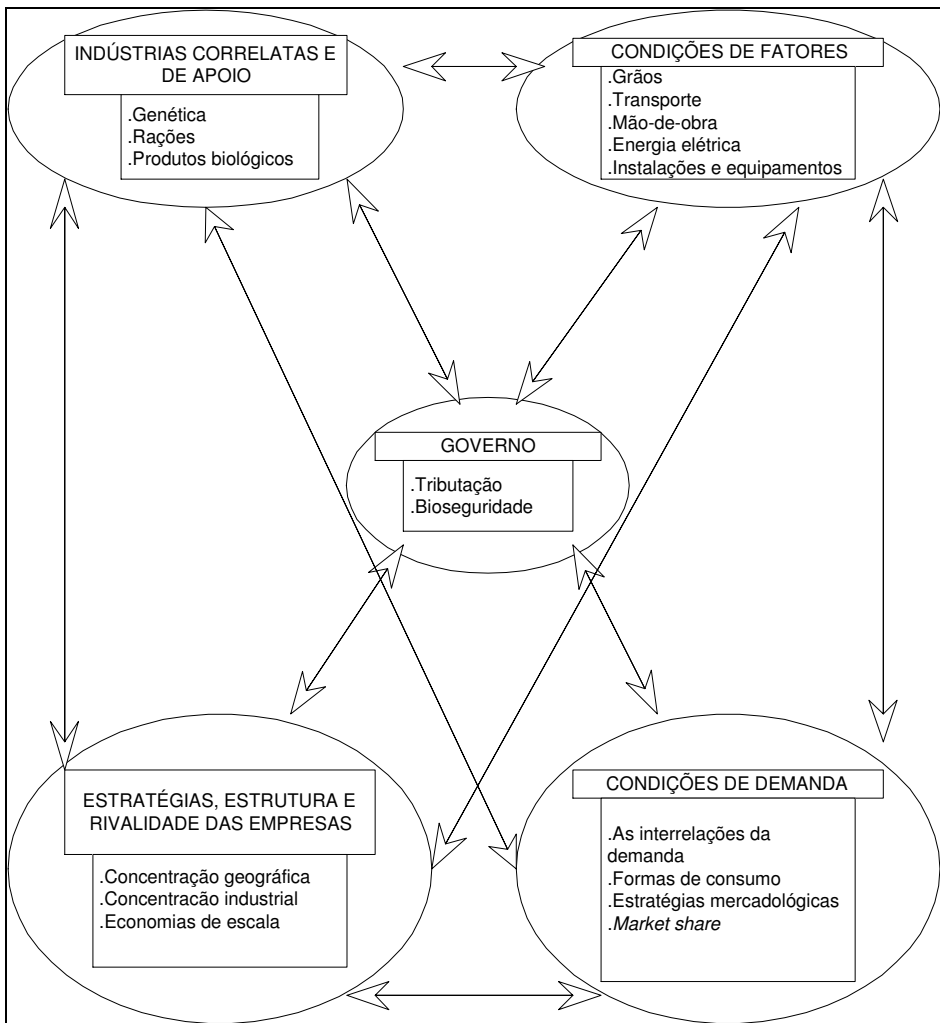 INDÚSTRIAS CORRELATAS E
DE APOIO
.Genética
.Rações
.Produtos biológicos
CONDIÇÕES DE FATORES
.Grãos
.Transporte
.Mão-de-obra
.Energia elétrica
.Instalações e equipamentos
GOVERNO
.Tributação
.Bioseguridade
ESTRATÉGIAS, ESTRUTURA E
RIVALIDADE DAS EMPRESAS
.Concentração geográfica
.Concentracão industrial
.Economias de escala
CONDIÇÕES DE DEMANDA
.As interrelações da
demanda
.Formas de consumo
.Estratégias mercadológicas
.Market share